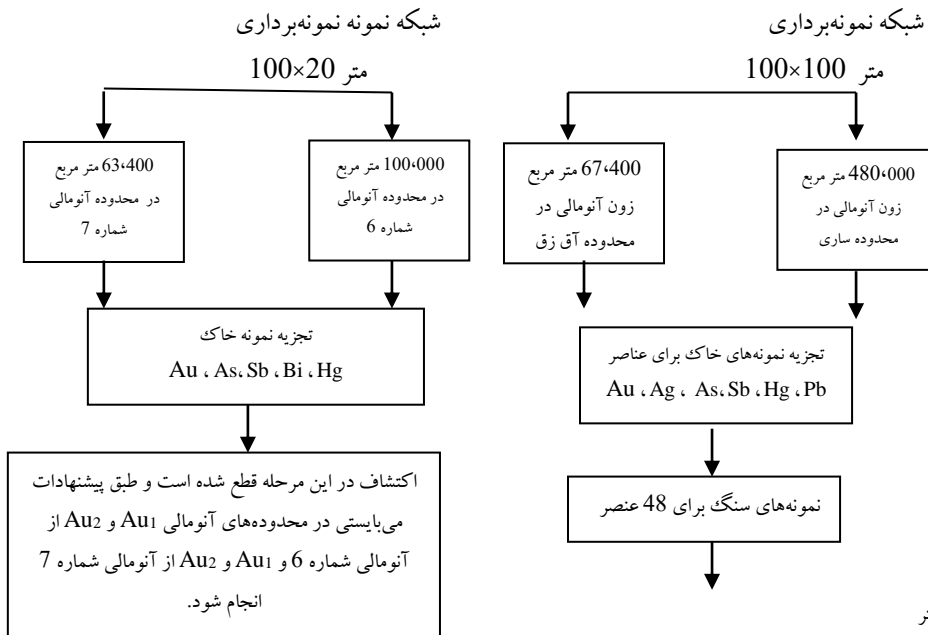 شبکه نمونه‌برداری
متر 100×100
480،000 متر مربع
زون آنومالی در
محدوده ساری
67،400 متر مربع
زون آنومالی در
محدوده آق زق
تجزیه نمونه‌های خاک برای عناصر
Au ، Ag ، As، Sb ، Hg ، Pb
نمونه‌های سنگ برای 48 عنصر
شبکه نمونه نمونه‌برداری
متر 100×20
100،000 متر مربع
در محدوده آنومالی
شماره 6
63،400 متر مربع
در محدوده آنومالی
شماره 7
تجزیه نمونه خاک
Au ، As، Sb ، Bi ، Hg
اکتشاف در این مرحله قطع شده است و طبق پیشنهادات
می‌بایستی در محدوده‌های آنومالی Au1 و Au2 از
آنومالی شماره 6 و Au1 و Au2 از آنومالی شماره 7
انجام شود.